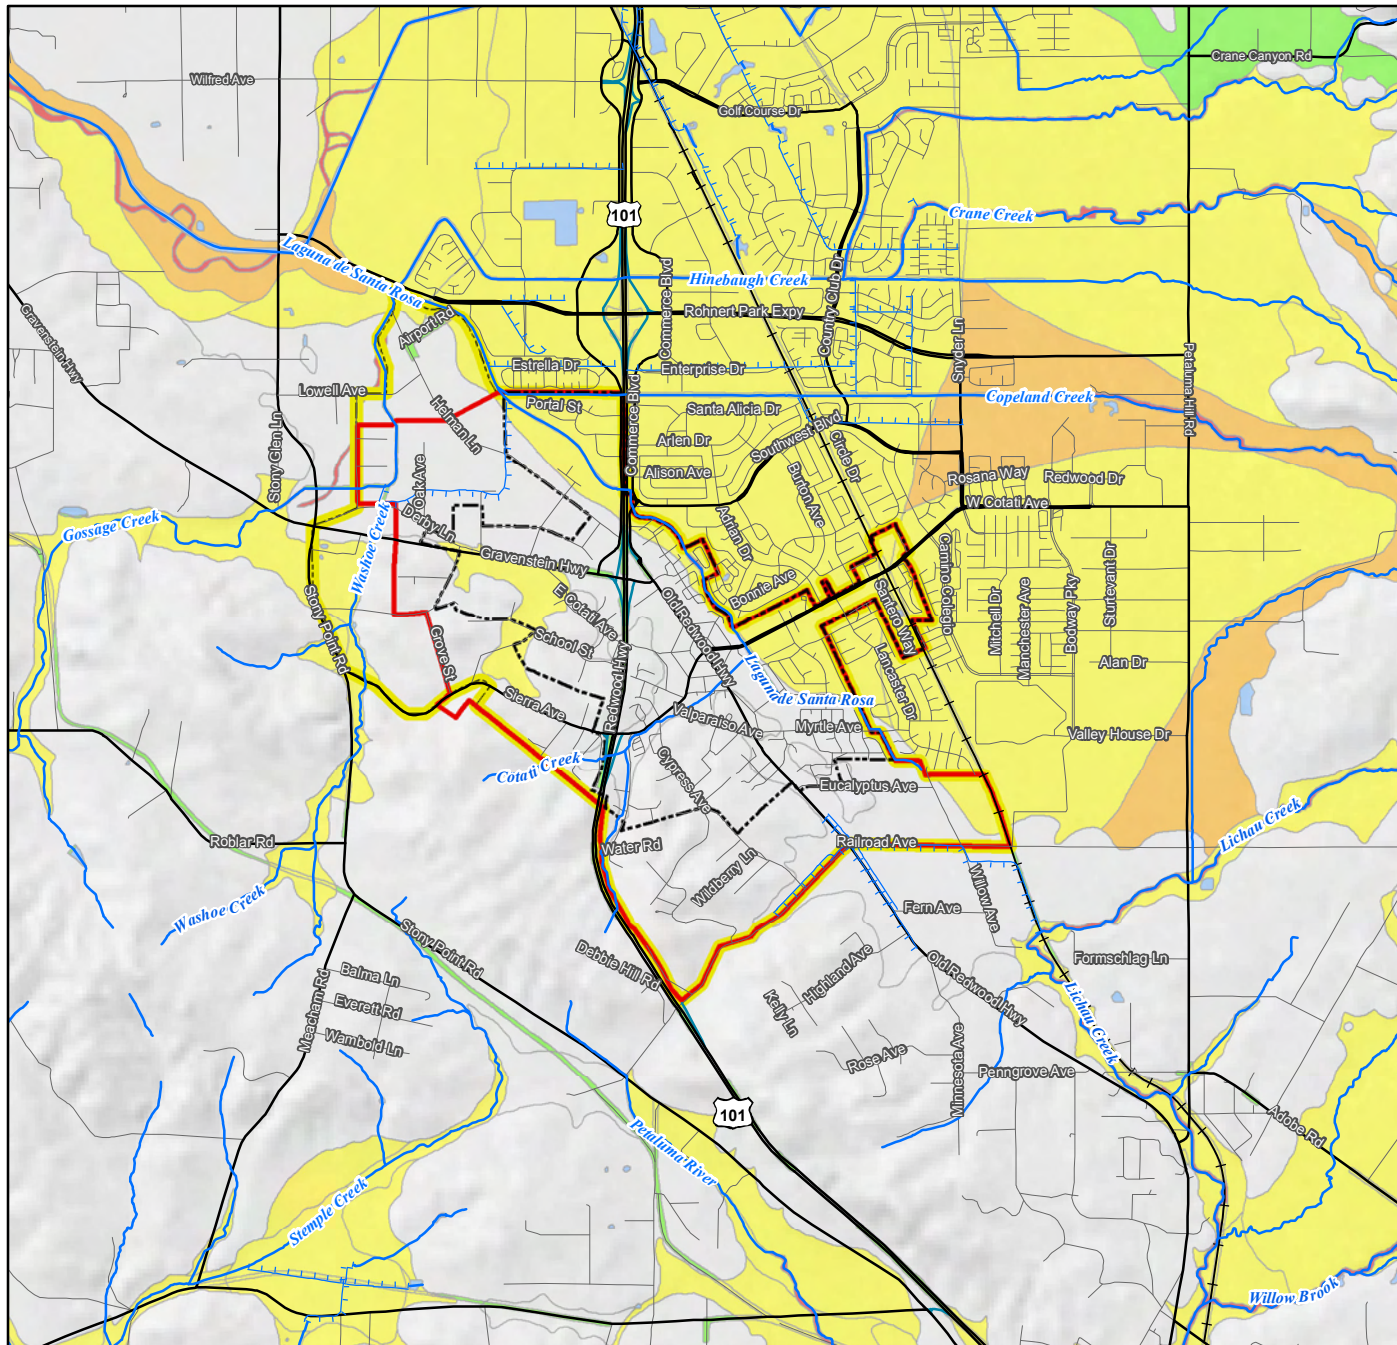 Crane Canyon Rd
Wilfred Ave
Golf Course Dr
101
Crane Creek
Laguna de Santa Rosa
Hinebaugh Creek
Commerce Blvd
Country Club Dr
Gravenstein Hwy
Airport Rd
Rohnert Park Expy
Snyder Ln
Petaluma Hill Rd
Estrella Dr
Enterprise Dr
Lowell Ave
Commerce Blvd
Copeland Creek
Portal St
Santa Alicia Dr
Helman Ln
Southwest Blvd
Stony Glen Ln
Arlen Dr
Circle Dr
Alison Ave
Burton Ave
Rosana Way
Redwood Dr
Oak Ave
W Cotati Ave
Gossage Creek
Derby Ln
Washoe Creek
Adrian Dr
Gravenstein Hwy
Camino Colegio
Bonnie Ave
Sturtevant Dr
Stony Point Rd
E Cotati Ave
Old Redwood Hwy
Santero Way
Mitchell Dr
Manchester Ave
Bodway Pky
School St
Grove St
Alan Dr
Lancaster Dr
Laguna de Santa Rosa
Redwood Hwy
Sierra Ave
Valparaiso Ave
Myrtle Ave
Valley House Dr
Cotati Creek
Cypress Ave
Eucalyptus Ave
Roblar Rd
Water Rd
Railroad Ave
Lichau Creek
Wildberry Ln
Washoe Creek
Willow Ave
Fern Ave
Stony Point Rd
Debbie Hill Rd
Highland Ave
Old Redwood Hwy
Formschlag Ln
Balma Ln
Meacham Rd
Everett Rd
Kelly Ln
Lichau Creek
Wambold Ln
Rose Ave
Minnesota Ave
Penngrove Ave
101
Adobe Rd
Petaluma River
Stemple Creek
Willow Brook